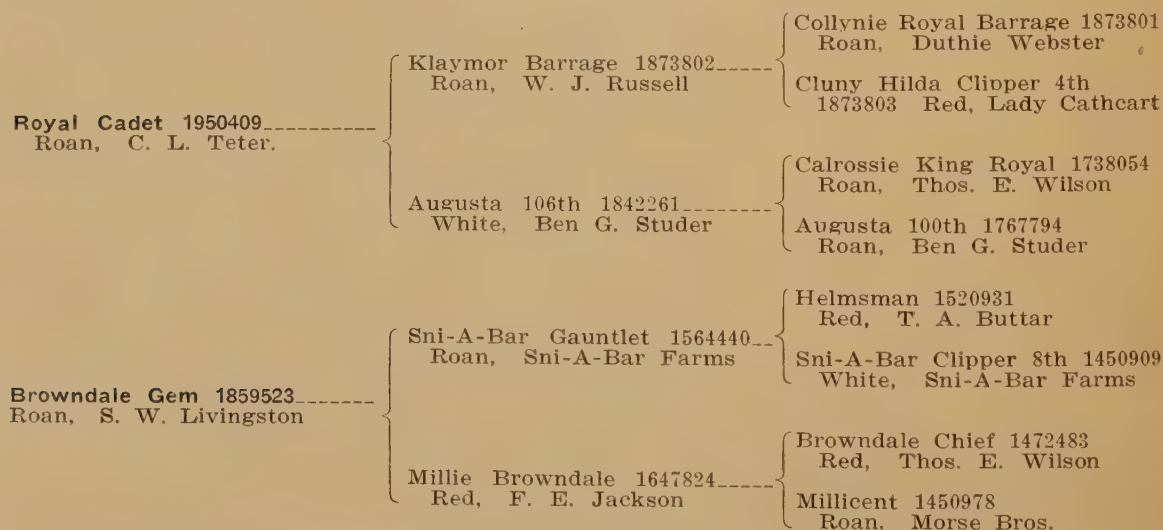 Collynie Royal Barrage 1873801
Roan, Duthie Webster
Klaymor Barrage 1873802
Roan, W. J. Russell
Cluny Hilda Clipper 4th
1873803 Red, Lady Cathcart
Royal Cadet 1950409
Roan, C. L. Teter.
Calrossie King Royal 1738054
Roan, Thos. E. Wilson
Augusta 106th 1842261
White, Ben G. Studer
Augusta 100th 1767794
Roan, Ben G. Studer
Helmsman 1520931
Red, T. A. Buttar
Sni-A-Bar Gauntlet 1564440
Roan, Sni-A-Bar Farms
Sni-A-Bar Clipper 8th 1450909
White, Sni-A-Bar Farms
Browndale Gem 1859523
Roan, S. W. Livingston
Browndale Chief 1472483
Red, Thos. E. Wilson
Millie Browndale 1647824
Red, F. E. Jackson
Millicent 1450978
Roan, Morse Bros.